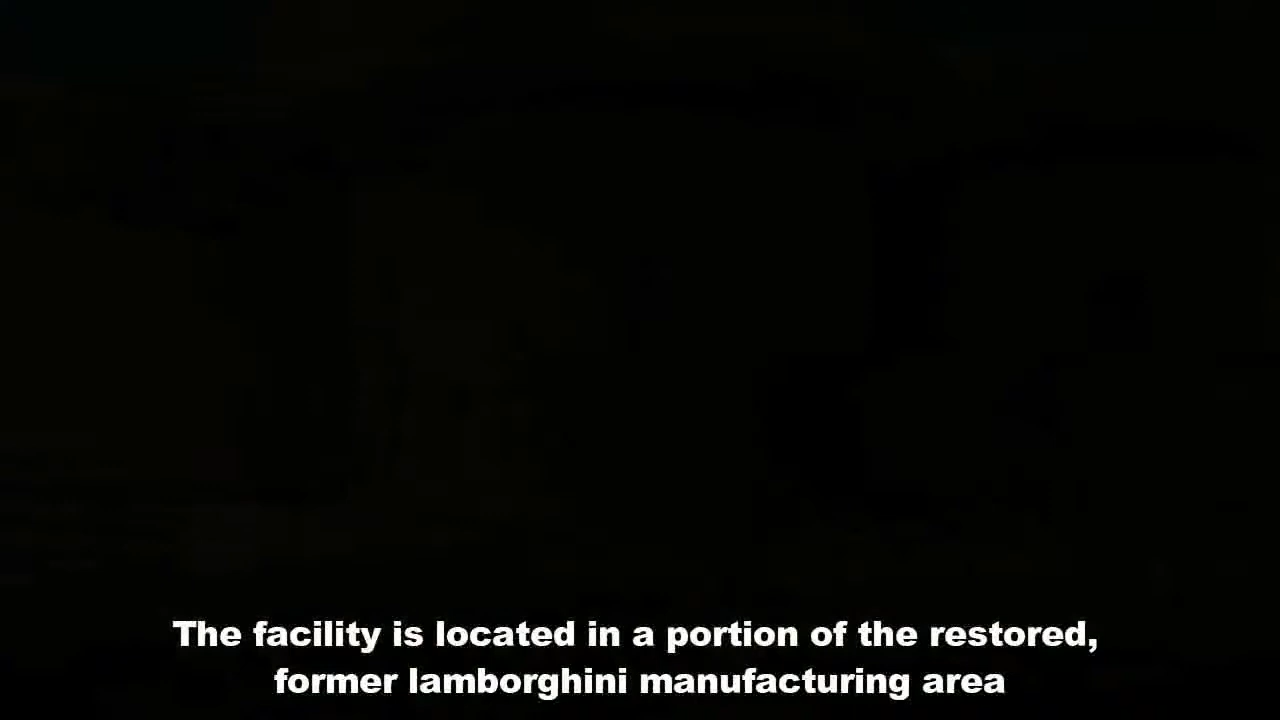 The facility is located in a portion of the restored,
former lamborghini manufacturing area